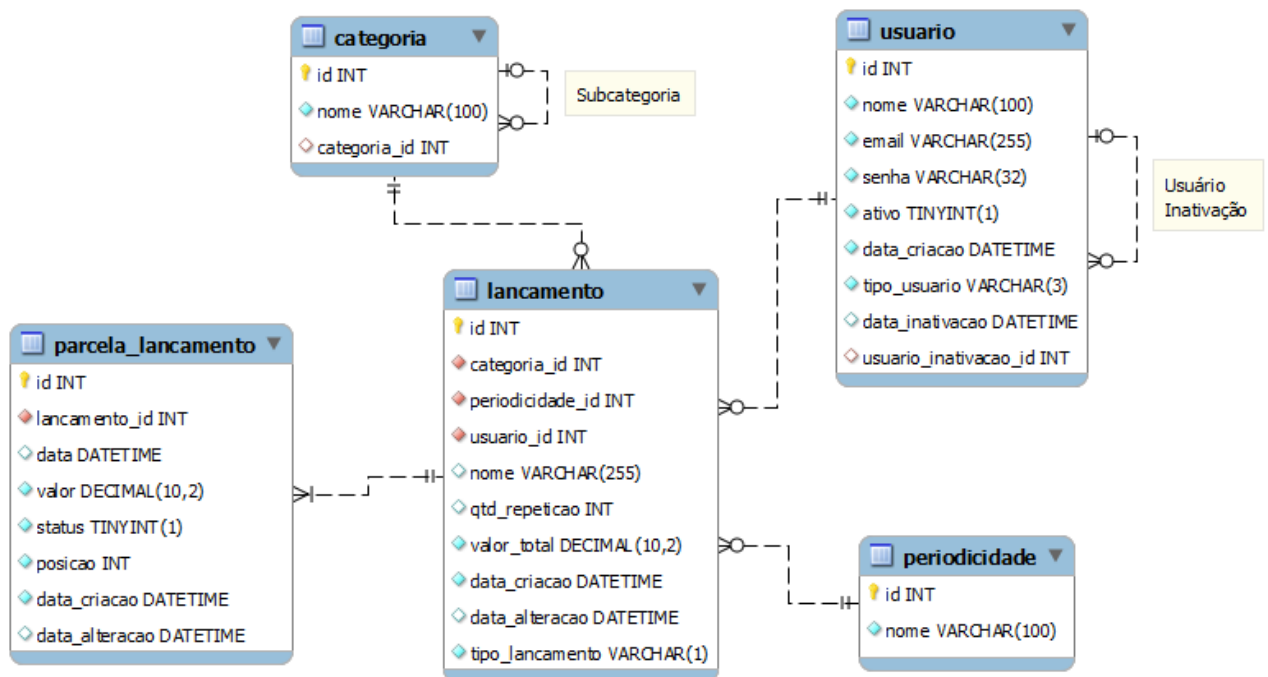 categoria
id INT
nome VARCHAR(100)
categoria_id INT
Subcategoria
usuario
id INT
nome VARCHAR(100)
email VARCHAR(255)
senha VARCHAR(32)
ativo TINYINT(1)
data_criacao DATETIME
tipo_usuario VARCHAR(3)
data_inativacao DATETIME
usuario_inativacao_id INT
Usuário
Inativação
parcela_lancamento
id INT
lancamento_id INT
data DATETIME
valor DECIMAL(10,2)
status TINYINT(1)
posicao INT
data_criacao DATETIME
data_alteracao DATETIME
lancamento
id INT
categoria_id INT
periodicidade_id INT
usuario_id INT
nome VARCHAR(255)
qtd_repeticao INT
valor_total DECIMAL(10,2)
data_criacao DATETIME
data_alteracao DATETIME
tipo_lancamento VARCHAR(1)
periodicidade
id INT
nome VARCHAR(100)